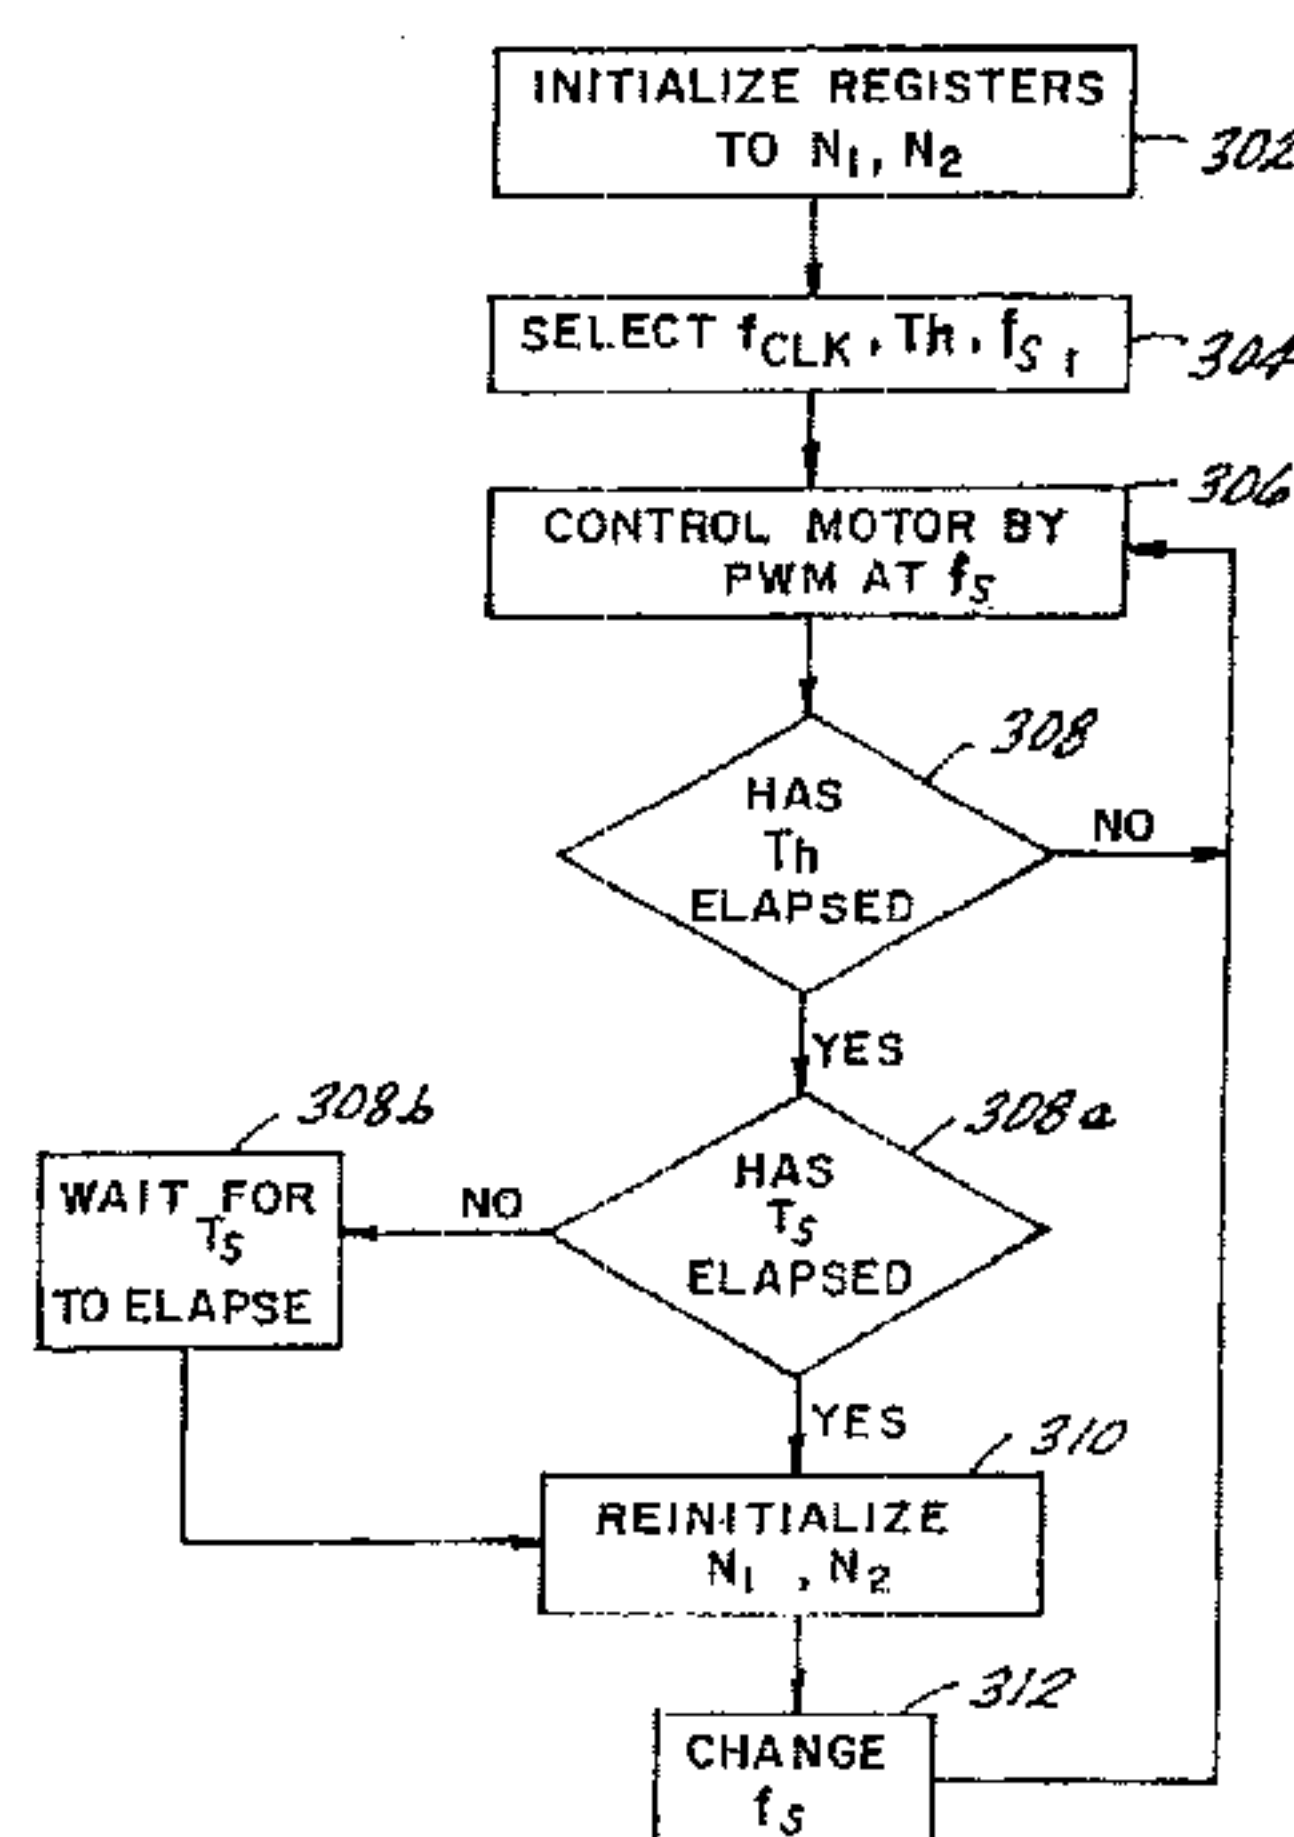 INITIALIZE REGISTERS
TO N1, N2
302
SELECT fCLK, Th, fS1
304
306
CONTROL MOTOR BY
PWM AT fS
308
HAS
Th
ELAPSED
NO
YES
308b
308a
WAIT FOR
TS
TO ELAPSE
NO
HAS
TS
ELAPSED
YES
310
REINITIALIZE
N1, N2
312
CHANGE
fS